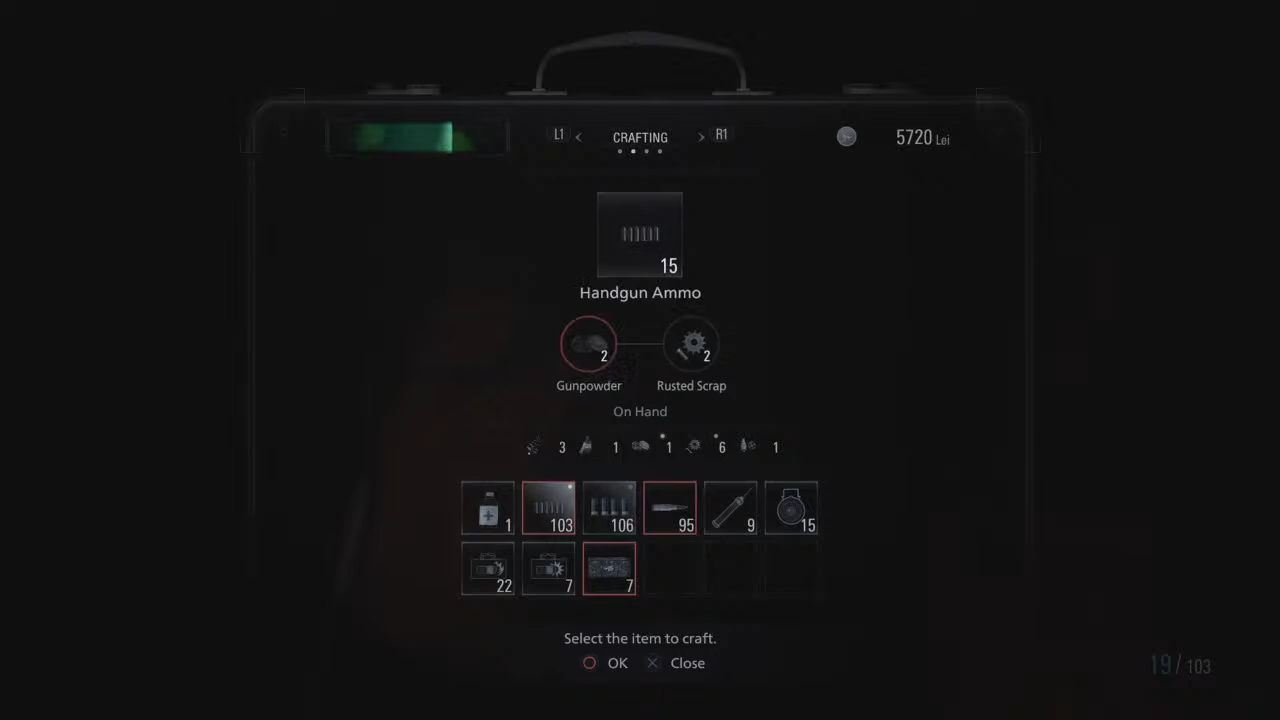 L1 < CRAFTING > R1 5720 Lei
15
Handgun Ammo
2 2
Gunpowder Rusted Scrap
On Hand
3 1 1 6 1
1 103 106 95 9 15
22 7 7
Select the item to craft.
OK Close
19/103